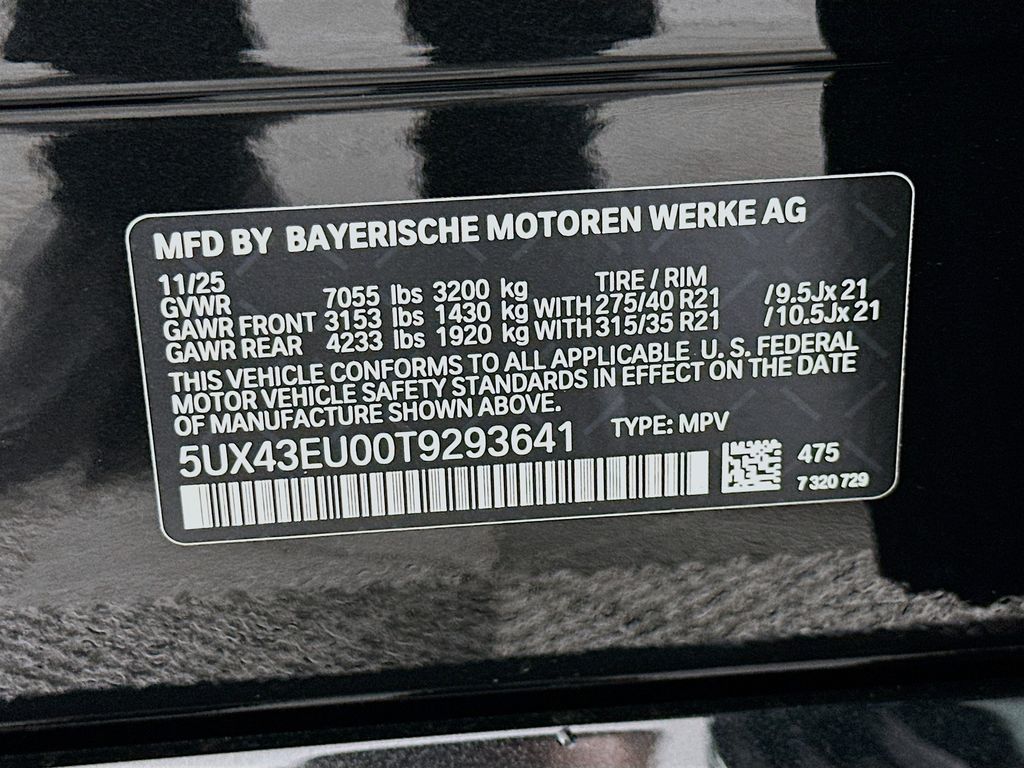 MFD BY BAYERISCHE MOTOREN WERKE AG
11/25 TIRE / RIM
GVWR 7055 lbs 3200 kg
GAWR FRONT 3153 lbs 1430 kg WITH 275/40 R21 /9.5Jx21
GAWR REAR 4233 lbs 1920 kg WITH 315/35 R21 /10.5Jx21
THIS VEHICLE CONFORMS TO ALL APPLICABLE U. S. FEDERAL
MOTOR VEHICLE SAFETY STANDARDS IN EFFECT ON THE DATE
OF MANUFACTURE SHOWN ABOVE.
5UX43EU00T9293641 TYPE: MPV
475
7 320 729